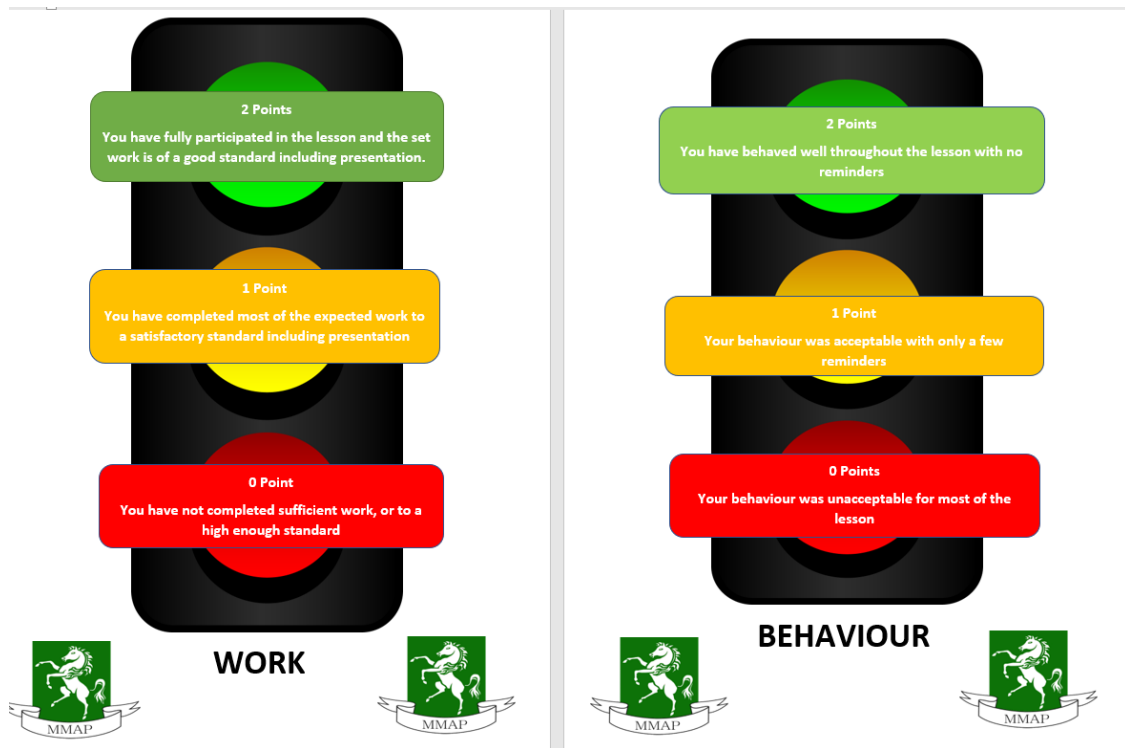 2 Points
You have fully participated in the lesson and the set
work is of a good standard including presentation.
1 Point
You have completed most of the expected work to
a satisfactory standard including presentation
0 Point
You have not completed sufficient work, or to a
high enough standard
WORK
MMAP
MMAP
2 Points
You have behaved well throughout the lesson with no
reminders
1 Point
Your behaviour was acceptable with only a few
reminders
0 Points
Your behaviour was unacceptable for most of the
lesson
BEHAVIOUR
MMAP
MMAP